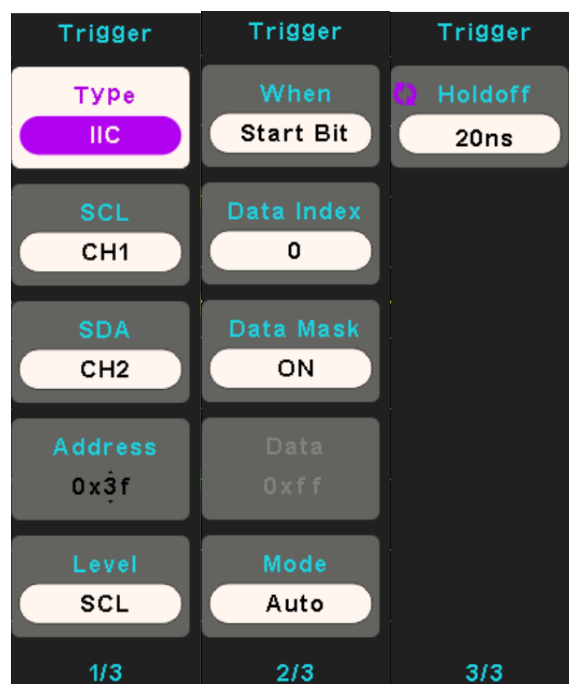 Trigger
Type
IIC
SCL
CH1
SDA
CH2
Address
0x3f
Level
SCL
1/3
Trigger
When
Start Bit
Data Index
0
Data Mask
ON
Data
0xff
Mode
Auto
2/3
Trigger
Holdoff
20ns
3/3